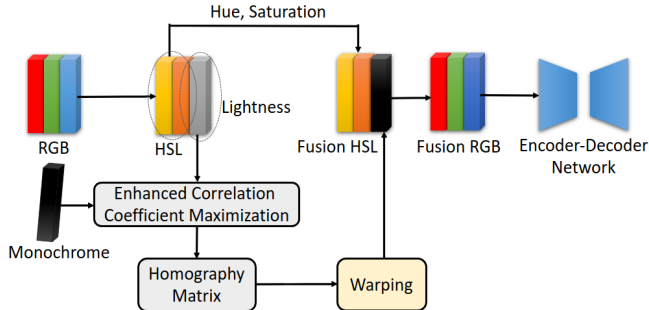 Hue, Saturation
Lightness
RGB
HSL
Fusion HSL
Fusion RGB
Encoder-Decoder
Network
Enhanced Correlation
Coefficient Maximization
Monochrome
Homography
Matrix
Warping